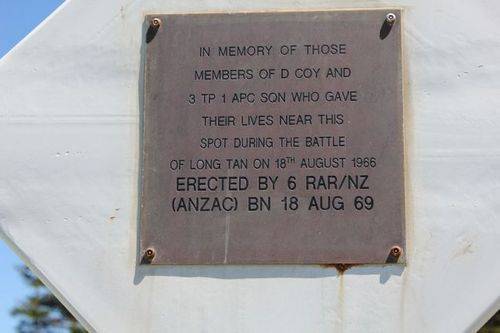 IN MEMORY OF THOSE
MEMBERS OF D COY AND
3 TP 1 APC SQN WHO GAVE
THEIR LIVES NEAR THIS
SPOT DURING THE BATTLE
OF LONG TAN ON 18TH AUGUST 1966
ERECTED BY 6 RAR/NZ
(ANZAC) BN 18 AUG 69